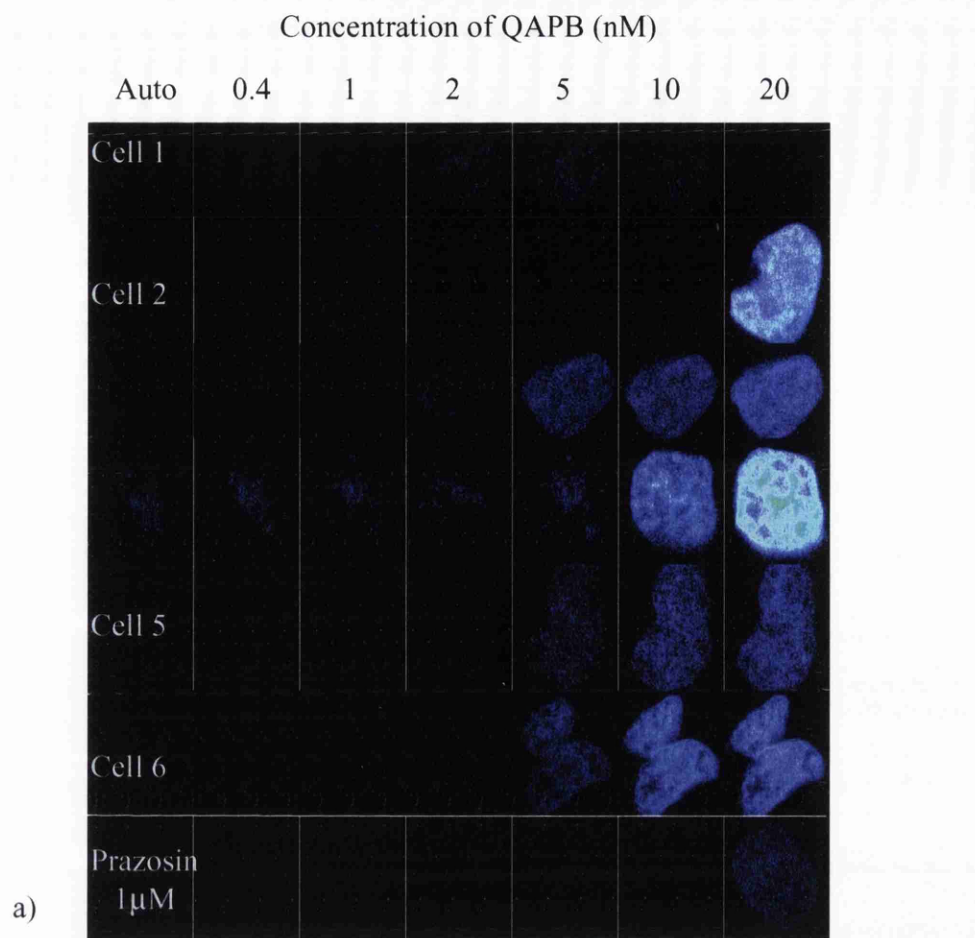 Concentration of QAPB (nM)
Auto 0.4 1 2 5 10 20
Cell 1
Cell 2
Cell 5
Cell 6
Prazosin
1μM
a)